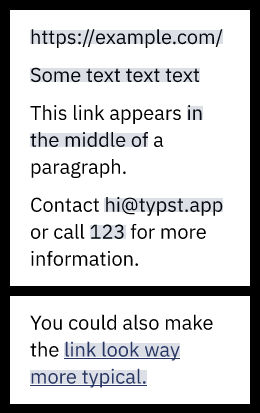 https://example.com/
Some text text text
This link appears in
the middle of a
paragraph.
Contact hi@typst.app
or call 123 for more
information.
You could also make
the link look way
more typical.